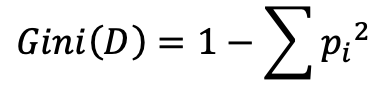 Gini(D) = 1 − ∑ pᵢ²